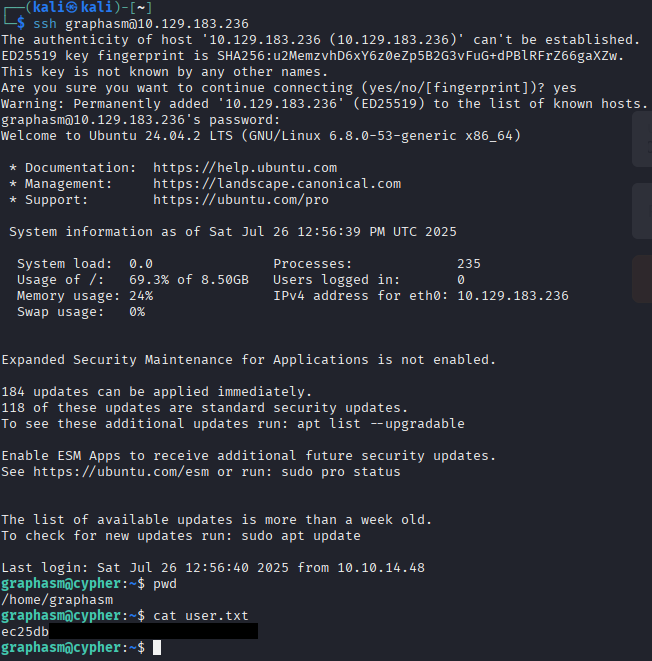 ┌──(kali㉿kali)-[~]
└─$ ssh graphasm@10.129.183.236
The authenticity of host '10.129.183.236 (10.129.183.236)' can't be established.
ED25519 key fingerprint is SHA256:u2MemzvhD6xY6z0eZp5B2G3vFuG+dPBlRFrZ66gaXZw.
This key is not known by any other names.
Are you sure you want to continue connecting (yes/no/[fingerprint])? yes
Warning: Permanently added '10.129.183.236' (ED25519) to the list of known hosts.
graphasm@10.129.183.236's password:
Welcome to Ubuntu 24.04.2 LTS (GNU/Linux 6.8.0-53-generic x86_64)
* Documentation:  https://help.ubuntu.com
* Management:     https://landscape.canonical.com
* Support:        https://ubuntu.com/pro
System information as of Sat Jul 26 12:56:39 PM UTC 2025
System load:  0.0               Processes:             235
Usage of /:   69.3% of 8.50GB   Users logged in:       0
Memory usage: 24%               IPv4 address for eth0: 10.129.183.236
Swap usage:   0%
Expanded Security Maintenance for Applications is not enabled.
184 updates can be applied immediately.
118 of these updates are standard security updates.
To see these additional updates run: apt list --upgradable
Enable ESM Apps to receive additional future security updates.
See https://ubuntu.com/esm or run: sudo pro status
The list of available updates is more than a week old.
To check for new updates run: sudo apt update
Last login: Sat Jul 26 12:56:40 2025 from 10.10.14.48
graphasm@cypher:~$ pwd
/home/graphasm
graphasm@cypher:~$ cat user.txt
ec25db
graphasm@cypher:~$